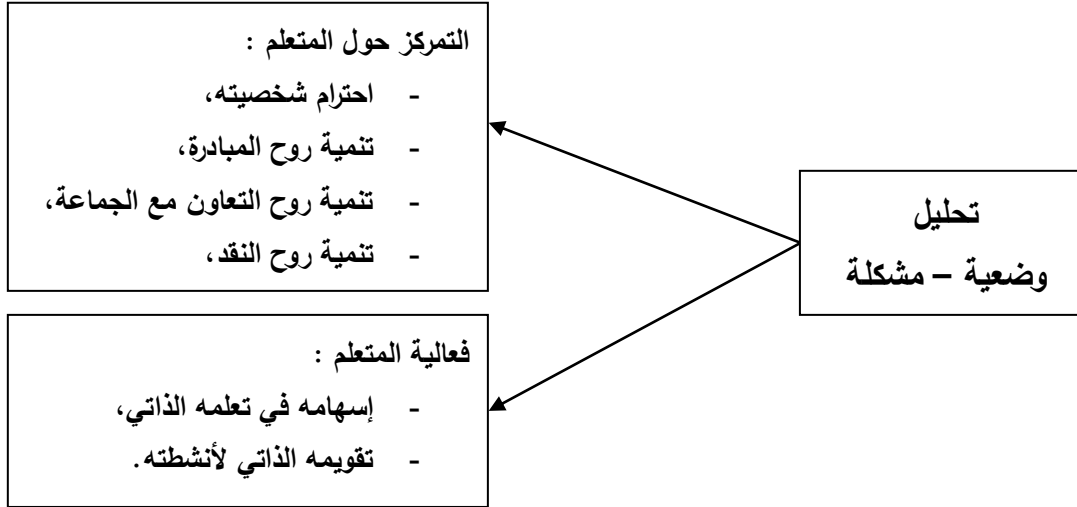 تحليل
وضعية – مشكلة
التمركز حول المتعلم :
- احترام شخصيته،
- تنمية روح المبادرة،
- تنمية روح التعاون مع الجماعة،
- تنمية روح النقد،
فعالية المتعلم :
- إسهامه في تعلمه الذاتي،
- تقويمه الذاتي لأنشطته.